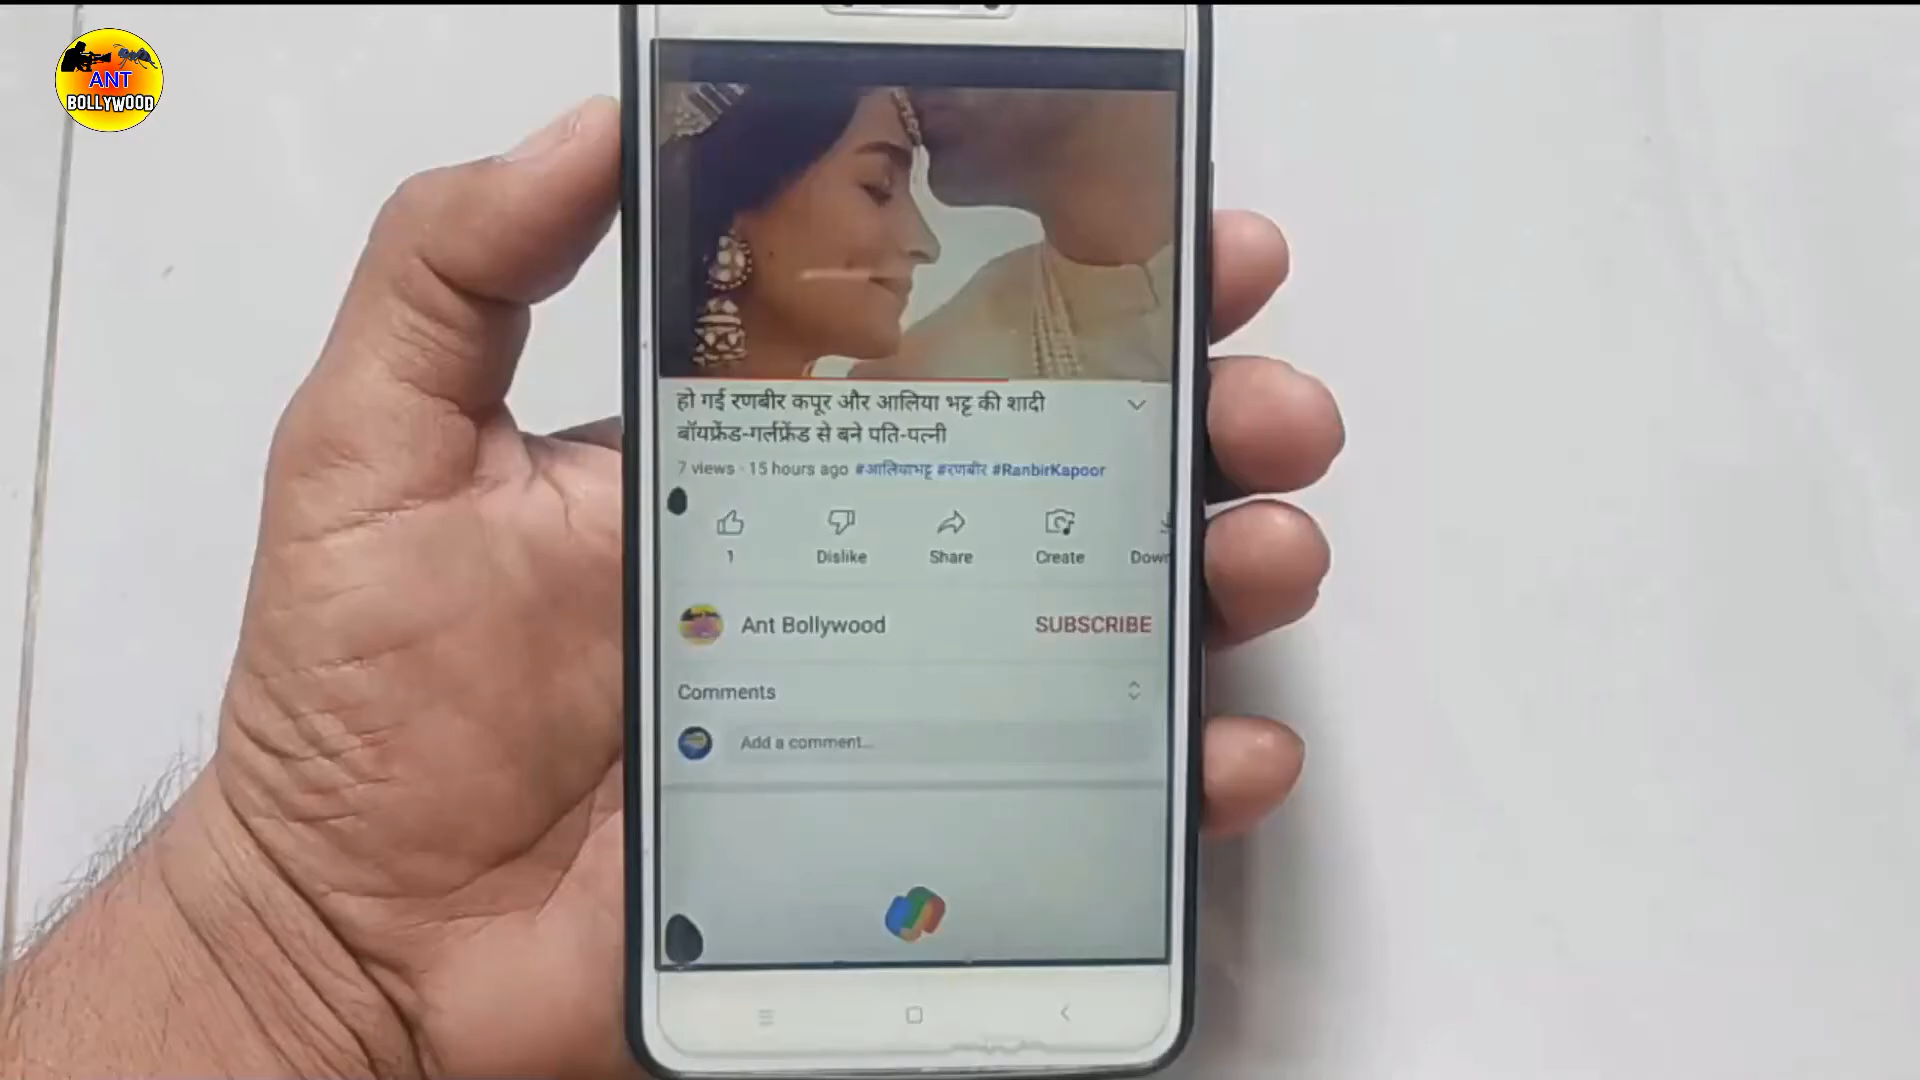 ANT
BOLLYWOOD
हो गई रणबीर कपूर और आलिया भट्ट की शादी
बॉयफ्रेंड-गर्लफ्रेंड से बने पति-पत्नी
7 views · 15 hours ago #आलियाभट्ट #रणबीर #RanbirKapoor
1 Dislike Share Create Down
Ant Bollywood SUBSCRIBE
Comments
Add a comment...